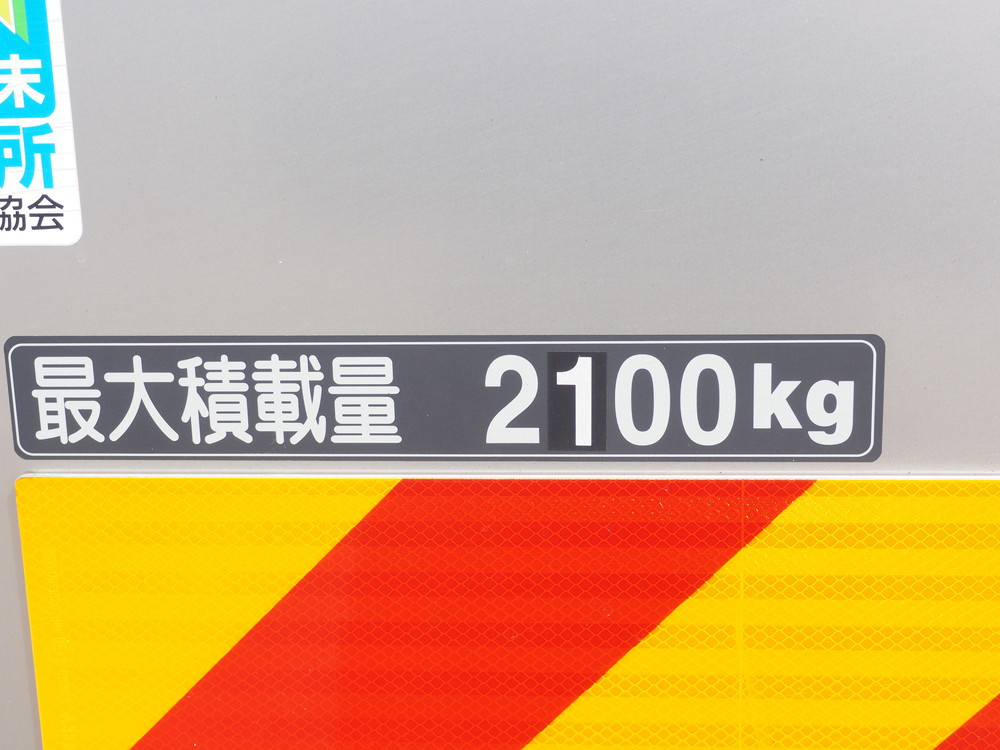 末
所
協会
最大積載量 2100kg